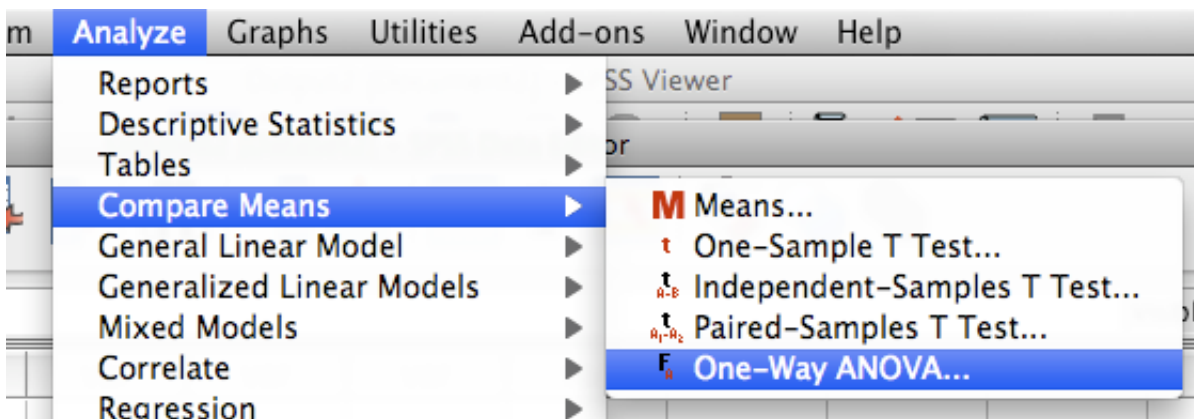 m Analyze Graphs Utilities Add-ons Window Help
Reports SS Viewer
Descriptive Statistics
or
Tables
Compare Means
M Means...
General Linear Model
t One-Sample T Test...
Generalized Linear Models
t A-B Independent-Samples T Test...
Mixed Models
t A₁-A₂ Paired-Samples T Test...
Correlate
F A One-Way ANOVA...
Regression